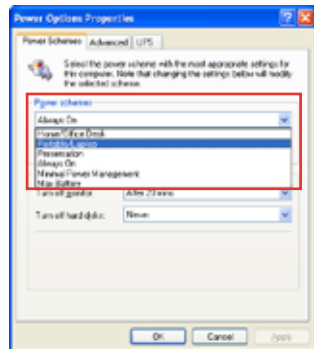 Power Options Properties
Power Schemes Advanced UPS
Select the power scheme with the most appropriate settings for
this computer. Note that changing the settings below will modify
the selected scheme.
Power schemes
Always On
Home/Office Desk
Portable/Laptop
Presentation
Always On
Minimal Power Management
Max Battery
Turn off monitor: After 20 mins
Turn off hard disks: Never
OK Cancel Apply